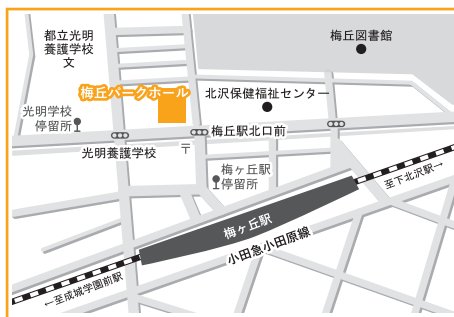 都立光明
養護学校
文
梅丘図書館
梅丘パークホール
北沢保健福祉センター
光明学校
停留所
梅丘駅北口前
光明養護学校
〒
梅ヶ丘駅
停留所
至下北沢駅→
梅ヶ丘駅
小田急小田原線
←至成城学園前駅